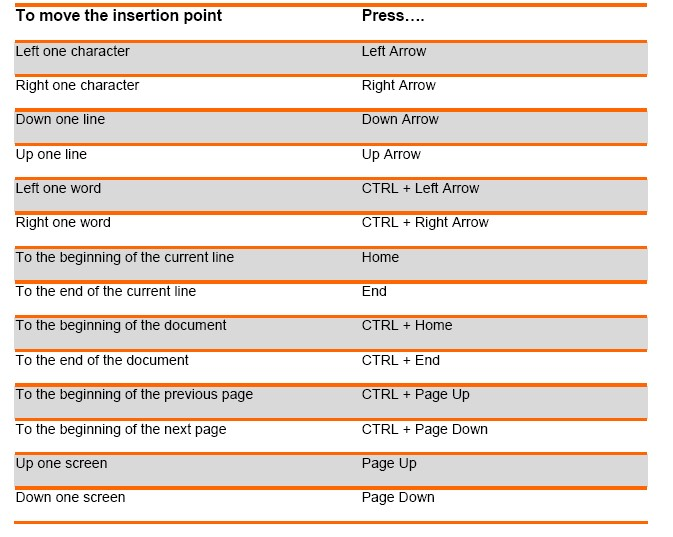 To move the insertion point Press….
Left one character Left Arrow
Right one character Right Arrow
Down one line Down Arrow
Up one line Up Arrow
Left one word CTRL + Left Arrow
Right one word CTRL + Right Arrow
To the beginning of the current line Home
To the end of the current line End
To the beginning of the document CTRL + Home
To the end of the document CTRL + End
To the beginning of the previous page CTRL + Page Up
To the beginning of the next page CTRL + Page Down
Up one screen Page Up
Down one screen Page Down